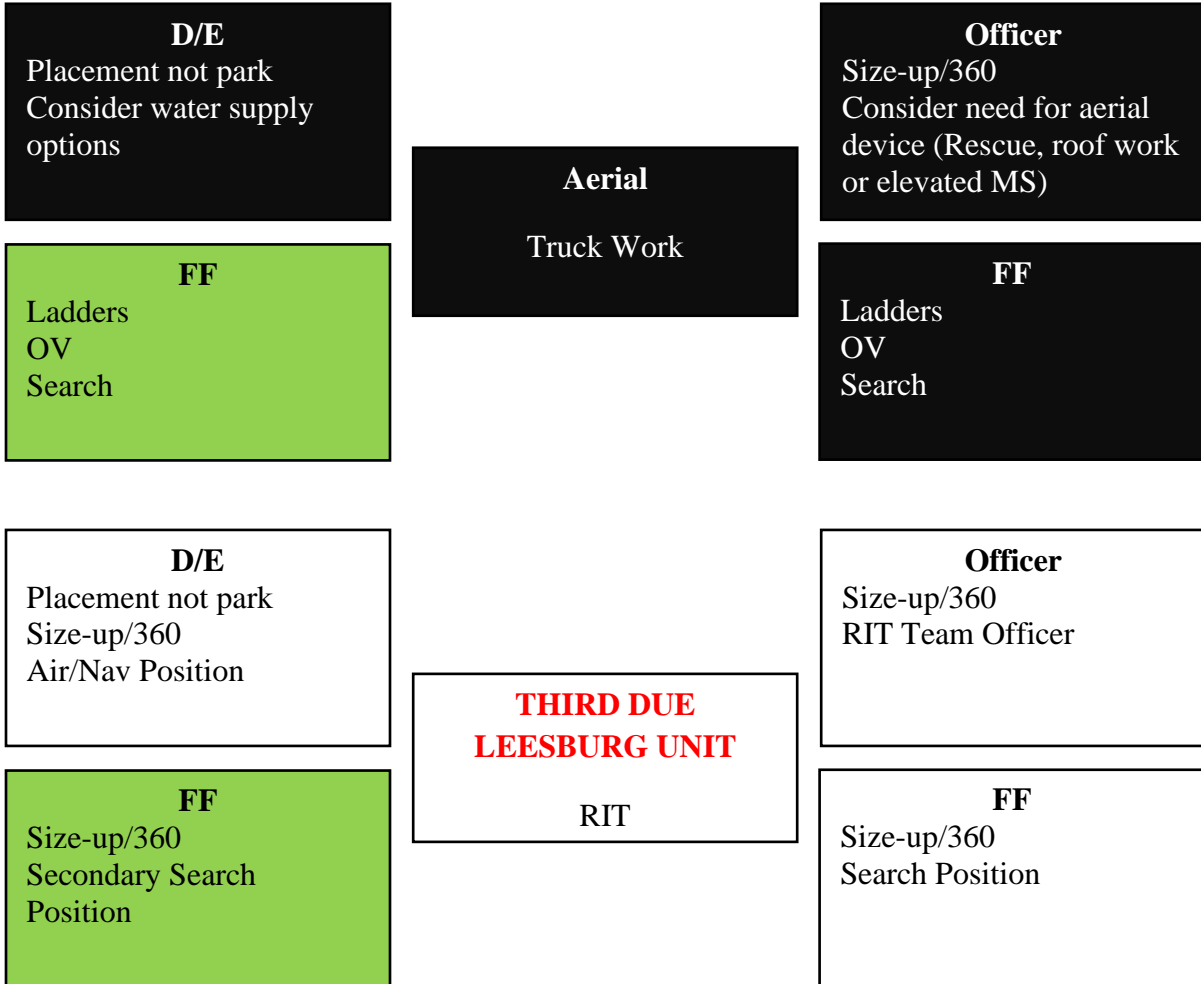 D/E
Placement not park
Consider water supply
options
Officer
Size-up/360
Consider need for aerial
device (Rescue, roof work
or elevated MS)
Aerial
Truck Work
FF
Ladders
OV
Search
FF
Ladders
OV
Search
D/E
Placement not park
Size-up/360
Air/Nav Position
Officer
Size-up/360
RIT Team Officer
THIRD DUE
LEESBURG UNIT
RIT
FF
Size-up/360
Secondary Search
Position
FF
Size-up/360
Search Position